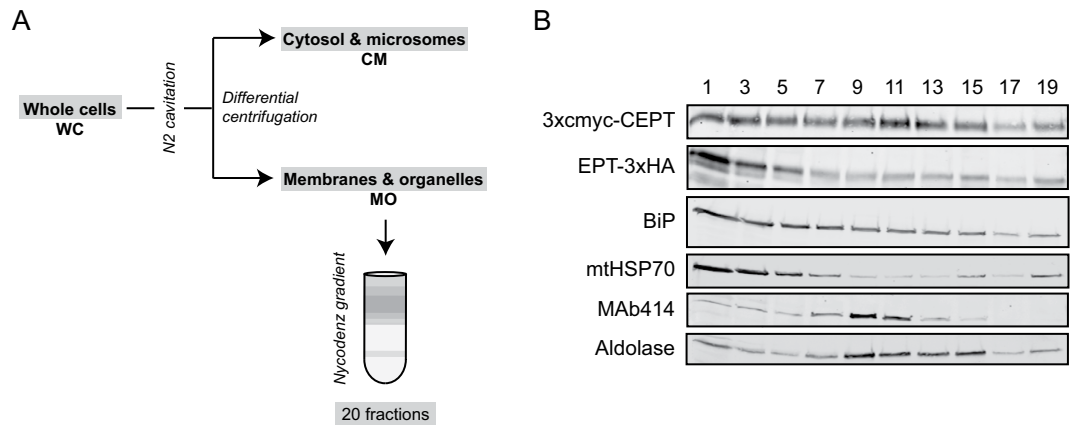 A
Whole cells
WC
N2 cavitation
Differential
centrifugation
Cytosol & microsomes
CM
Membranes & organelles
MO
Nycodenz gradient
20 fractions
B
1 3 5 7 9 11 13 15 17 19
3xcmyc-CEPT
EPT-3xHA
BiP
mtHSP70
MAb414
Aldolase